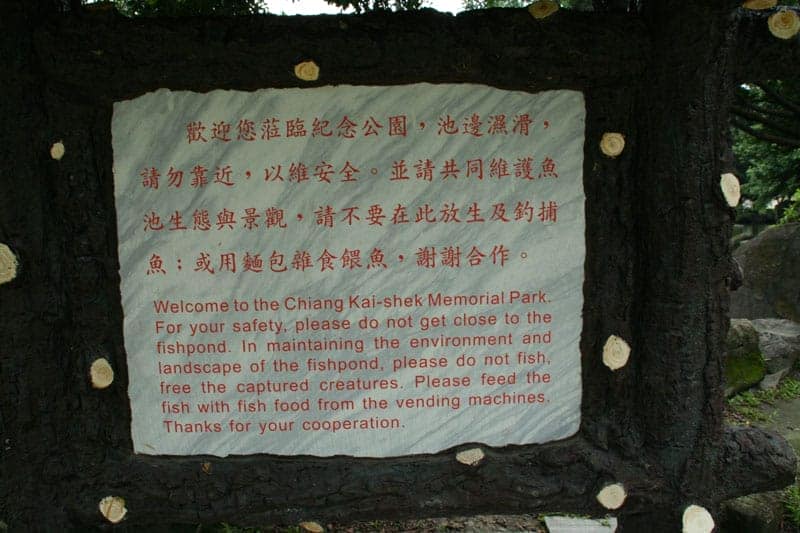 歡迎您蒞臨紀念公園，池邊濕滑，
請勿靠近，以維安全。並請共同維護魚
池生態與景觀，請不要在此放生及釣捕
魚；或用麵包雜食餵魚，謝謝合作。
Welcome to the Chiang Kai-shek Memorial Park.
For your safety, please do not get close to the
fishpond. In maintaining the environment and
landscape of the fishpond, please do not fish,
free the captured creatures. Please feed the
fish with fish food from the vending machines.
Thanks for your cooperation.